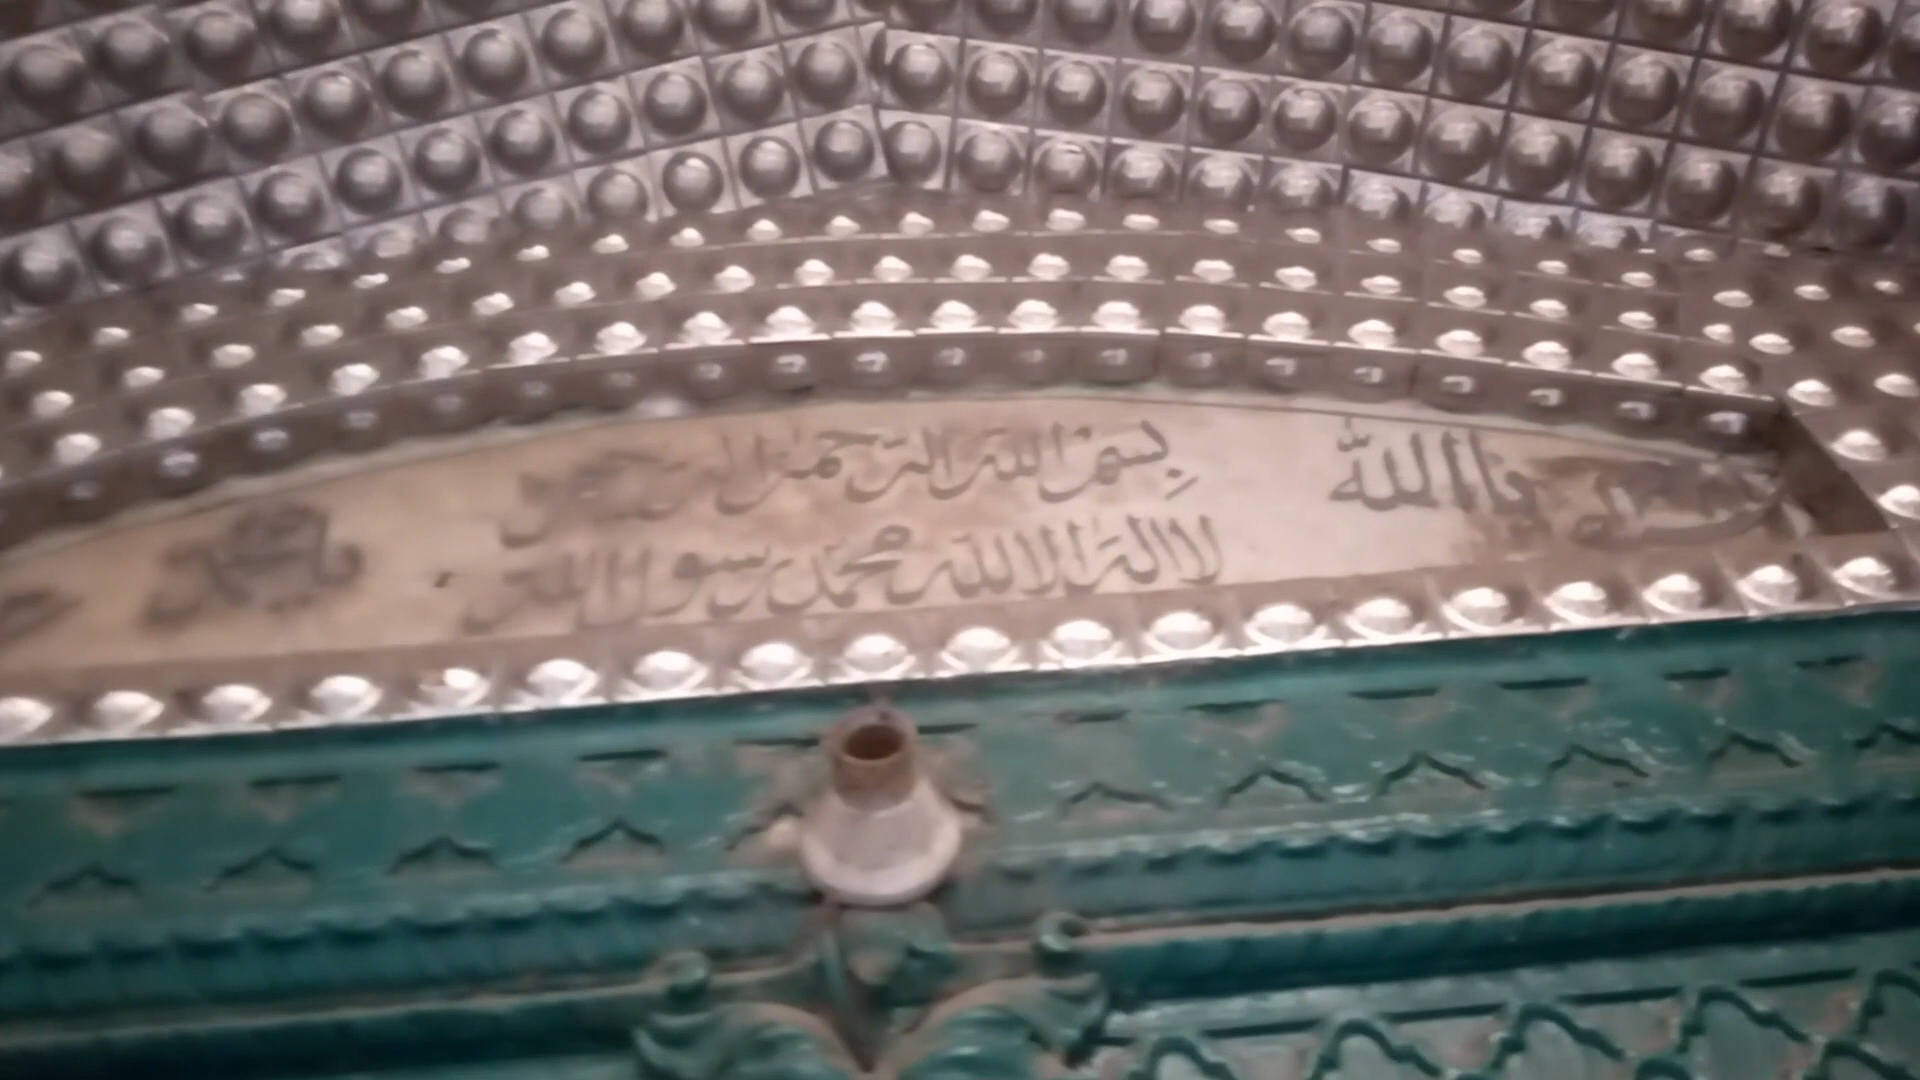 يا الله
بسم الله الرحمن الرحيم
لا اله الا الله محمد رسول الله
يا محمد